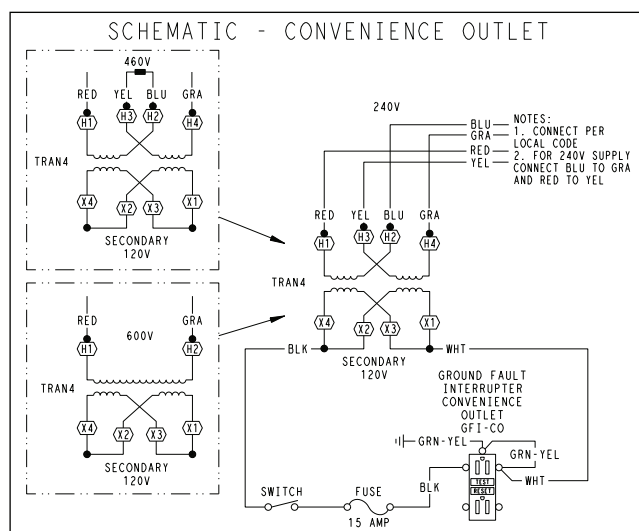 SCHEMATIC - CONVENIENCE OUTLET
460V
RED YEL BLU GRA
H1 H3 H2 H4
TRAN4
X4 X2 X3 X1
SECONDARY
120V
600V
RED GRA
H1 H2
TRAN4
X4 X2 X3 X1
SECONDARY
120V
240V
BLU
GRA
RED
YEL
NOTES:
1. CONNECT PER
LOCAL CODE
2. FOR 240V SUPPLY
CONNECT BLU TO GRA
AND RED TO YEL
RED YEL BLU GRA
H1 H3 H2 H4
TRAN4
X4 X2 X3 X1
BLK
WHT
SECONDARY
120V
GROUND FAULT
INTERRUPTER
CONVENIENCE
OUTLET
GFI-CO
GRN-YEL
GRN-YEL
WHT
BLK
TEST
RESET
SWITCH
FUSE
15 AMP